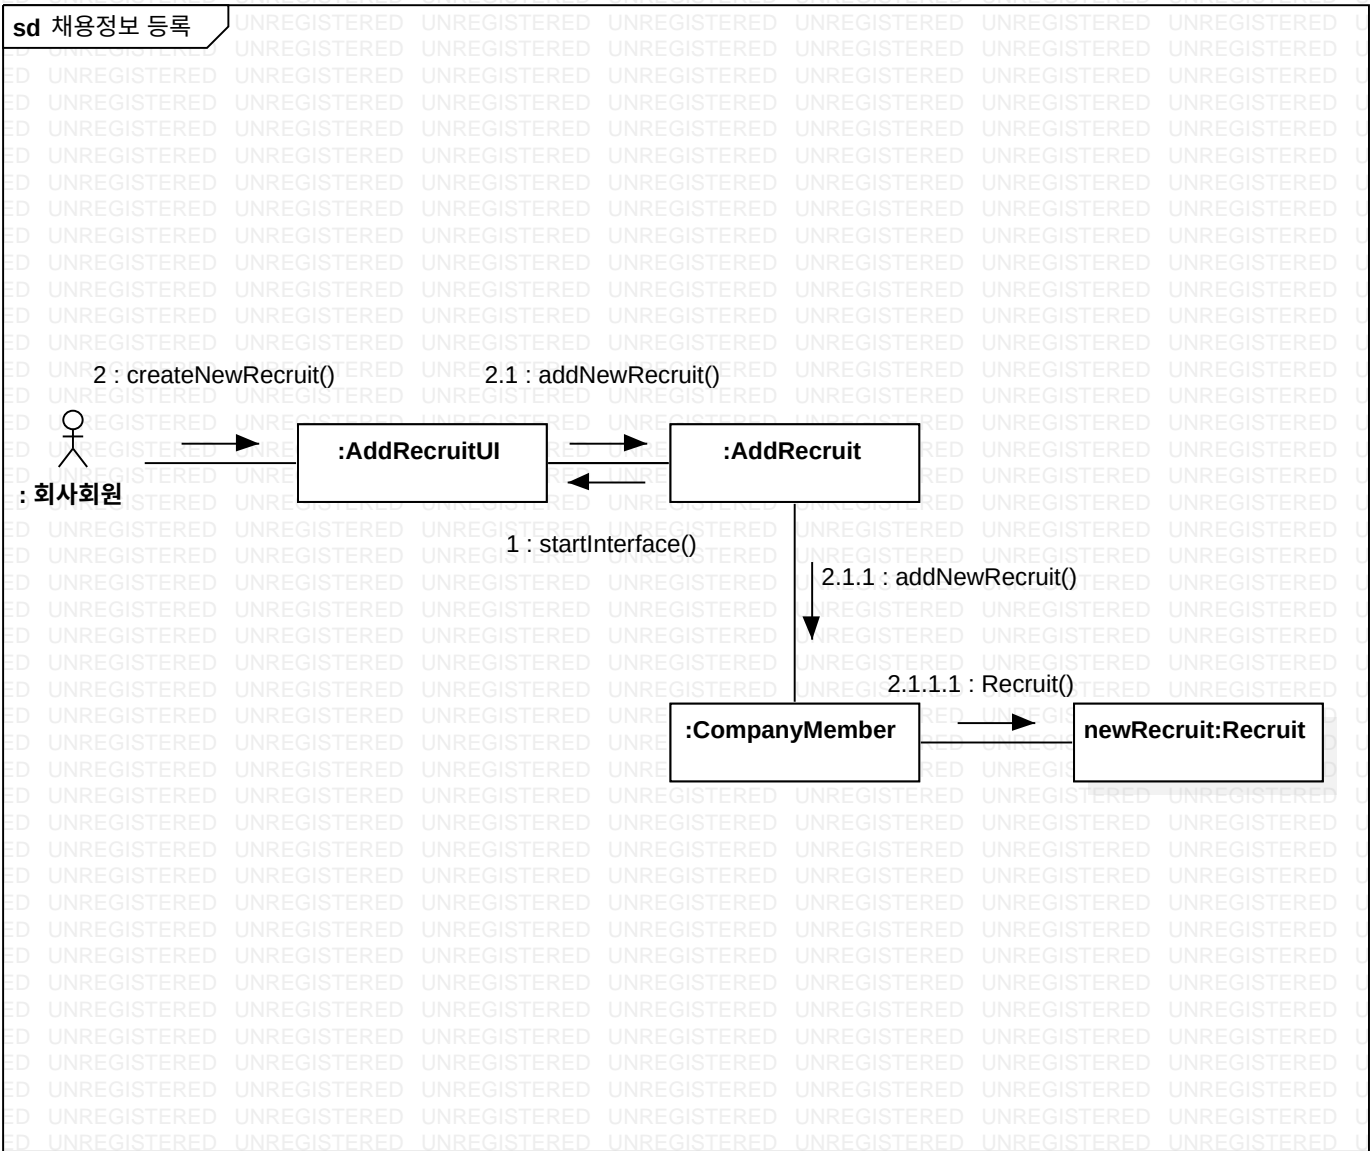 sd 채용정보 등록
2 : createNewRecruit()
2.1 : addNewRecruit()
:AddRecruitUI
:AddRecruit
: 회사회원
1 : startInterface()
2.1.1 : addNewRecruit()
2.1.1.1 : Recruit()
:CompanyMember
newRecruit:Recruit
UNREGISTERED